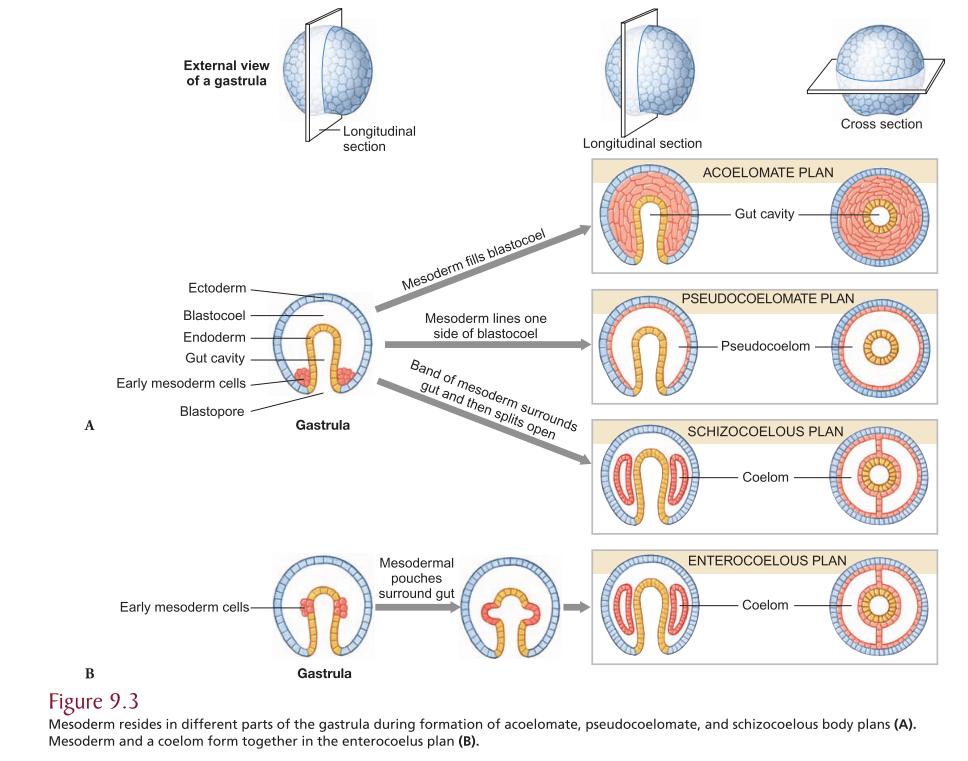 External view
of a gastrula
Longitudinal
section
Longitudinal section
Cross section
ACOELOMATE PLAN
Gut cavity
Mesoderm fills blastocoel
Ectoderm
Blastocoel
Endoderm
Gut cavity
Early mesoderm cells
Blastopore
A
Gastrula
Mesoderm lines one
side of blastocoel
PSEUDOCOELOMATE PLAN
Pseudocoelom
Band of mesoderm surrounds
gut and then splits open
SCHIZOCOELOUS PLAN
Coelom
Early mesoderm cells
B
Gastrula
Mesodermal
pouches
surround gut
ENTEROCOELOUS PLAN
Coelom
Figure 9.3
Mesoderm resides in different parts of the gastrula during formation of acoelomate, pseudocoelomate, and schizocoelous body plans (A).
Mesoderm and a coelom form together in the enterocoelus plan (B).